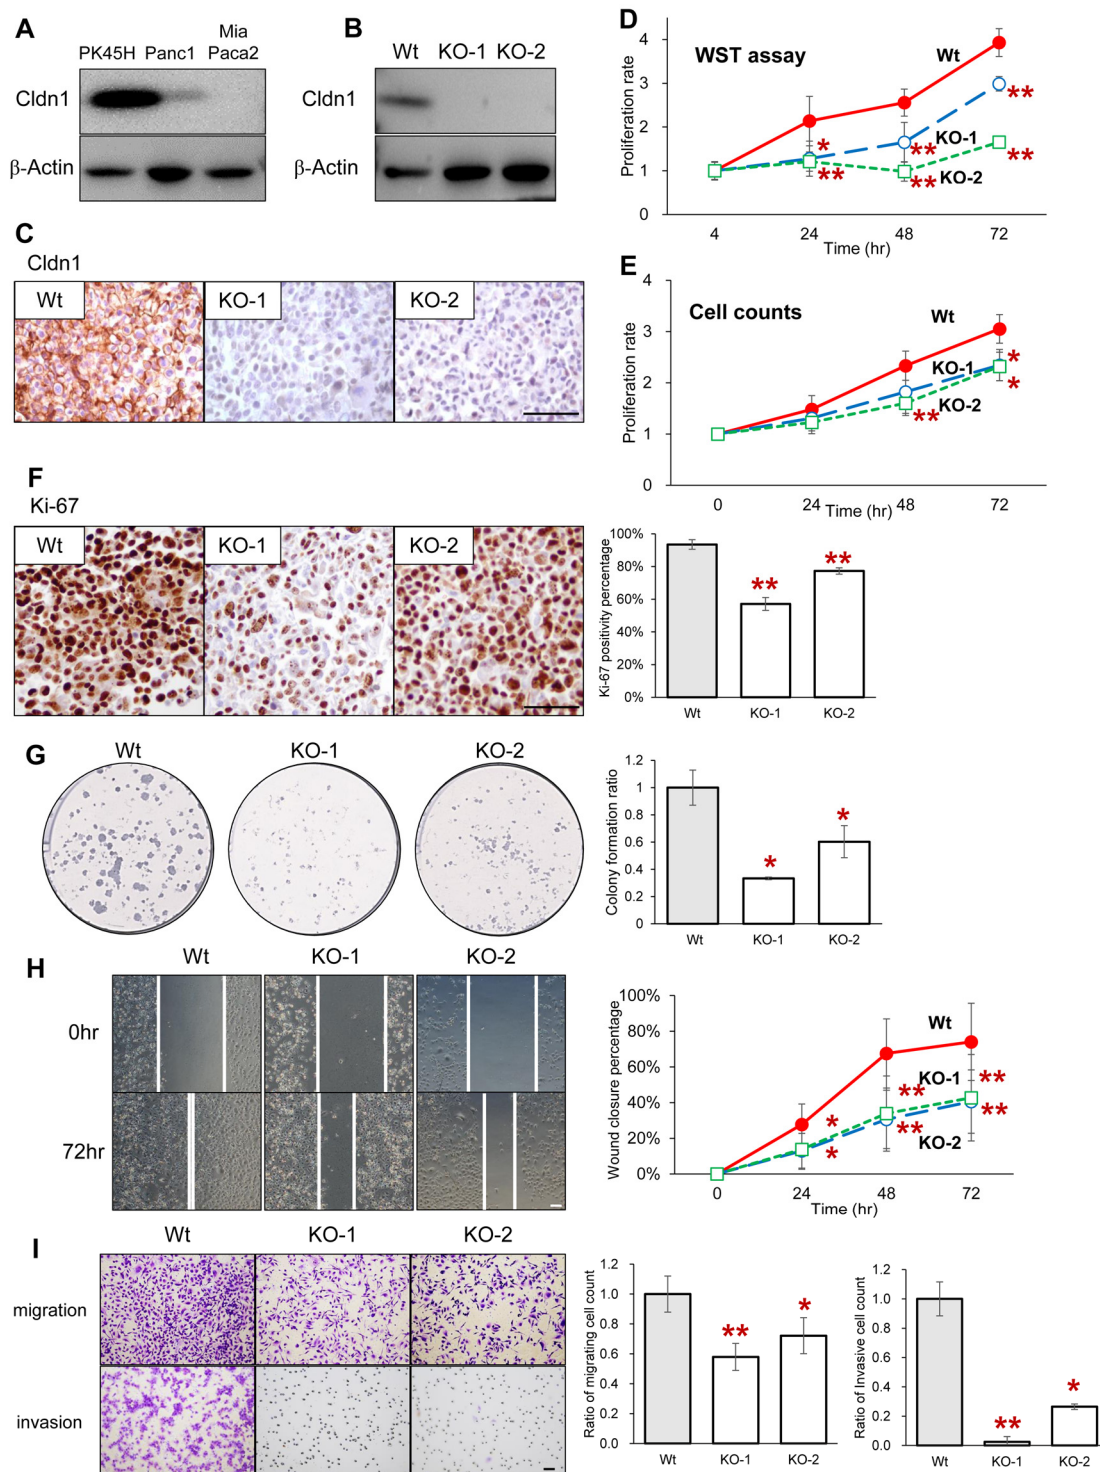 A
PK45H Panc1 Mia Paca2
Cldn1
β-Actin
B
Wt KO-1 KO-2
Cldn1
β-Actin
C
Cldn1
Wt KO-1 KO-2
D
WST assay
Proliferation rate
4
3
2
1
0
Wt
**
*
KO-1
**
**
**
KO-2
**
4 24 48 72
Time (hr)
E
Cell counts
Proliferation rate
4
3
2
1
0
Wt
KO-1
*
*
KO-2
**
0 24 48 72
Time (hr)
F
Ki-67
Wt KO-1 KO-2
Ki-67 positivity percentage
100%
80%
60%
40%
20%
0%
**
**
Wt KO-1 KO-2
G
Wt KO-1 KO-2
Colony formation ratio
1.2
1
0.8
0.6
0.4
0.2
0
*
*
Wt KO-1 KO-2
H
Wt KO-1 KO-2
0hr
72hr
Wound closure percentage
100%
80%
60%
40%
20%
0%
Wt
KO-1
**
**
*
**
**
*
KO-2
0 24 48 72
Time (hr)
I
Wt KO-1 KO-2
migration
invasion
Ratio of migrating cell count
1.2
1.0
0.8
0.6
0.4
0.2
0.0
**
*
Wt KO-1 KO-2
Ratio of Invasive cell count
1.2
1.0
0.8
0.6
0.4
0.2
0.0
**
*
Wt KO-1 KO-2